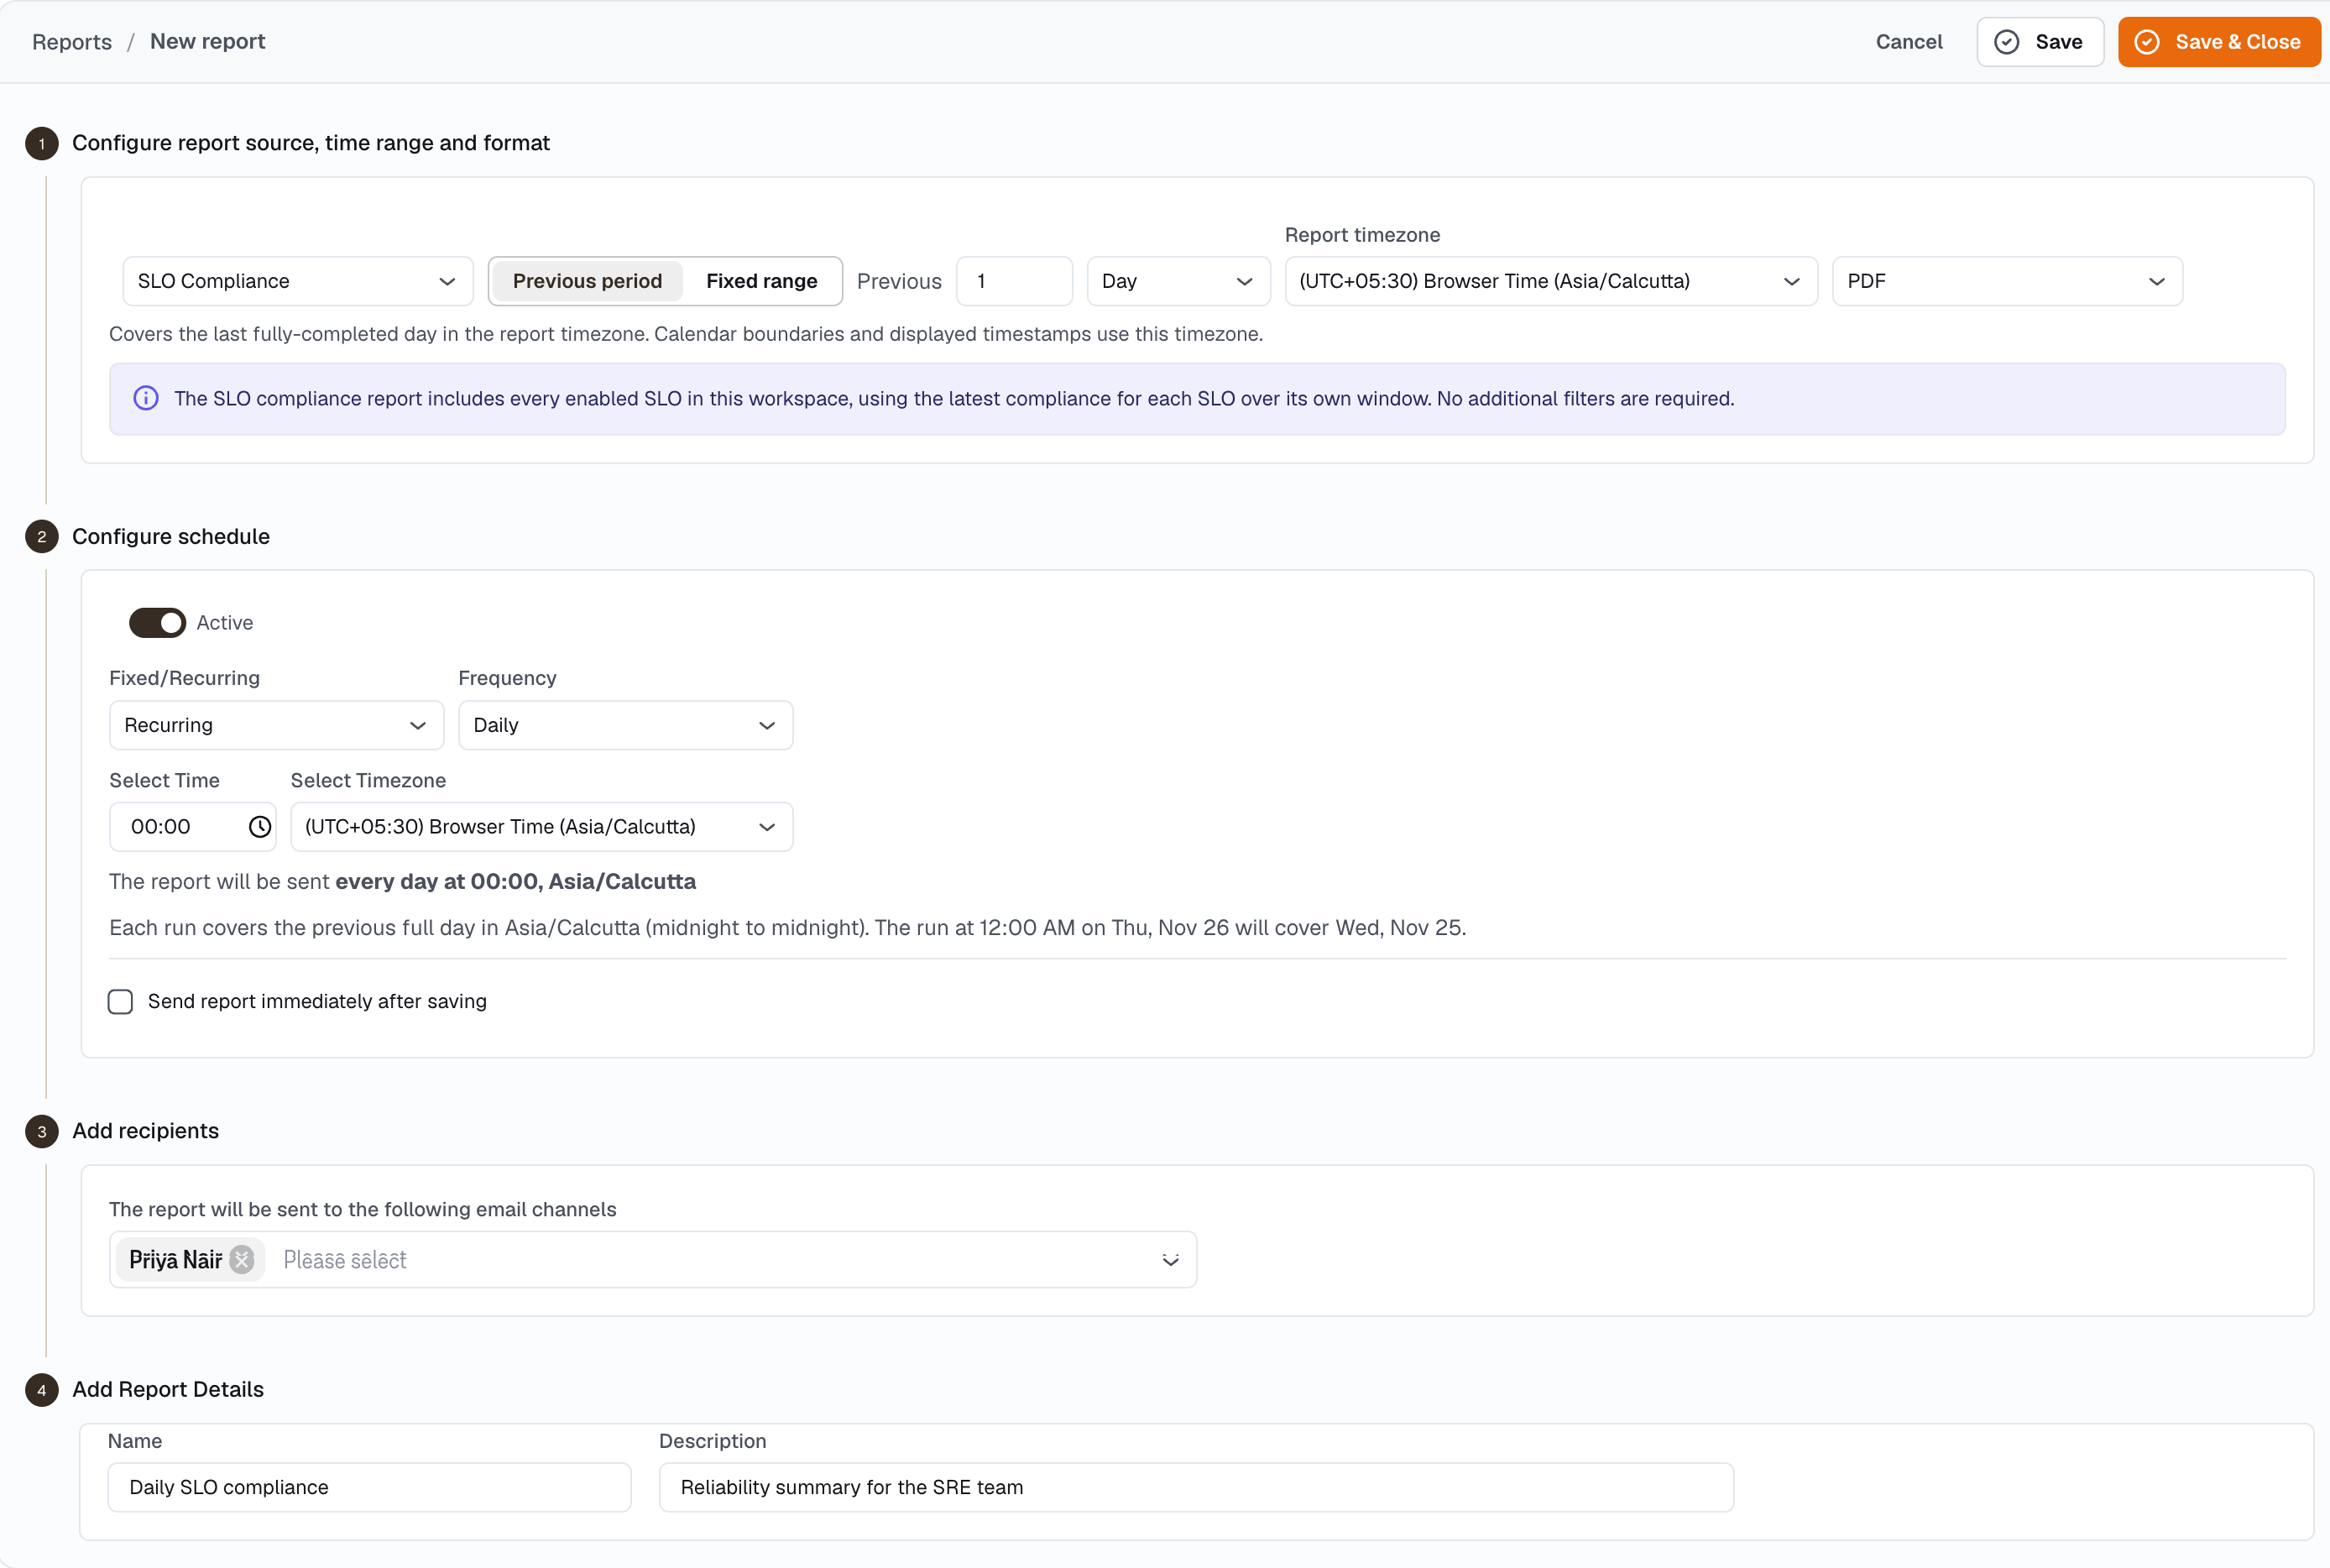 Reports / New report
Cancel
Save
Save & Close
1 Configure report source, time range and format
Report timezone
SLO Compliance
Previous period
Fixed range
Previous
1
Day
(UTC+05:30) Browser Time (Asia/Calcutta)
PDF
Covers the last fully-completed day in the report timezone. Calendar boundaries and displayed timestamps use this timezone.
The SLO compliance report includes every enabled SLO in this workspace, using the latest compliance for each SLO over its own window. No additional filters are required.
2 Configure schedule
Active
Fixed/Recurring
Frequency
Recurring
Daily
Select Time
Select Timezone
00:00
(UTC+05:30) Browser Time (Asia/Calcutta)
The report will be sent every day at 00:00, Asia/Calcutta
Each run covers the previous full day in Asia/Calcutta (midnight to midnight). The run at 12:00 AM on Thu, Nov 26 will cover Wed, Nov 25.
Send report immediately after saving
3 Add recipients
The report will be sent to the following email channels
Priya Nair
Please select
4 Add Report Details
Name
Description
Daily SLO compliance
Reliability summary for the SRE team